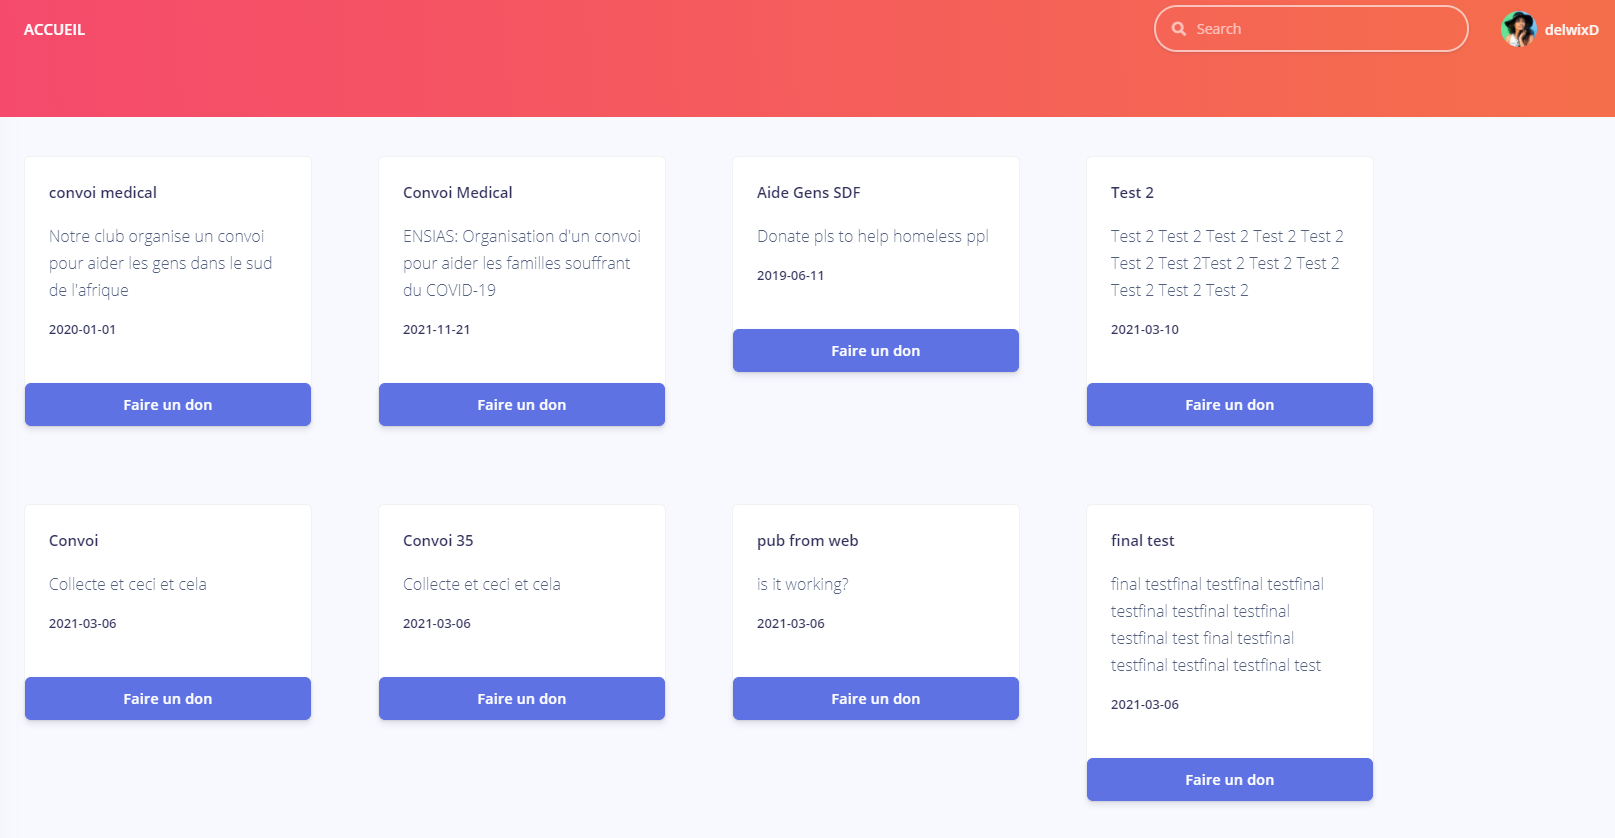 ACCUEIL
Search
delwixD
convoi medical
Notre club organise un convoi
pour aider les gens dans le sud
de l'afrique
2020-01-01
Faire un don
Convoi Medical
ENSIAS: Organisation d'un convoi
pour aider les familles souffrant
du COVID-19
2021-11-21
Faire un don
Aide Gens SDF
Donate pls to help homeless ppl
2019-06-11
Faire un don
Test 2
Test 2 Test 2 Test 2 Test 2 Test 2
Test 2 Test 2Test 2 Test 2 Test 2
Test 2 Test 2 Test 2
2021-03-10
Faire un don
Convoi
Collecte et ceci et cela
2021-03-06
Faire un don
Convoi 35
Collecte et ceci et cela
2021-03-06
Faire un don
pub from web
is it working?
2021-03-06
Faire un don
final test
final testfinal testfinal testfinal
testfinal testfinal testfinal
testfinal test final testfinal
testfinal testfinal testfinal test
2021-03-06
Faire un don